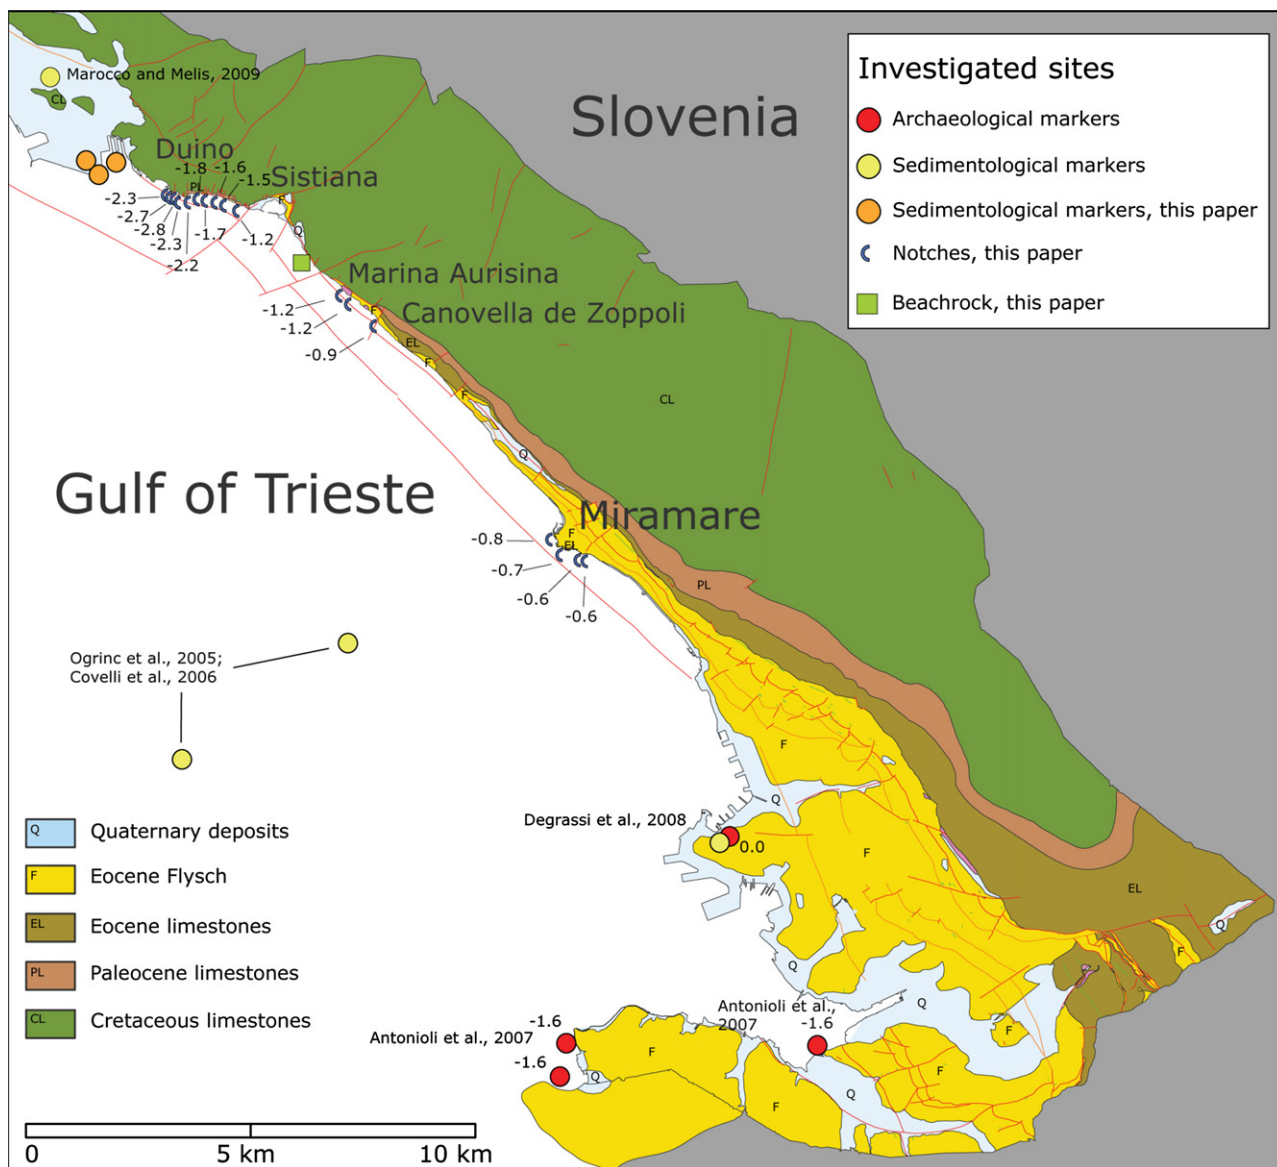 Marocco and Melis, 2009
CL
Slovenia
Investigated sites
Archaeological markers
Sedimentological markers
Sedimentological markers, this paper
Notches, this paper
Beachrock, this paper
Duino
-1.8
-1.6
-1.5
PL
Sistiana
F
-2.3
-2.7
-2.8
-2.3
-2.2
-1.7
-1.2
Q
Marina Aurisina
-1.2
-1.2
F
Canovella de Zoppoli
-0.9
EL
F
F
CL
Q
Gulf of Trieste
Miramare
F
EL
-0.8
-0.7
-0.6
-0.6
PL
Ogrinc et al., 2005;
Covelli et al., 2006
F
Q
Degrassi et al., 2008
0.0
F
EL
Q
F
Q Quaternary deposits
F Eocene Flysch
EL Eocene limestones
PL Paleocene limestones
CL Cretaceous limestones
Q
Q
F
Antonioli et al.,
2007
-1.6
-1.6
Antonioli et al., 2007
-1.6
F
Q
F
Q
F
0
5 km
10 km